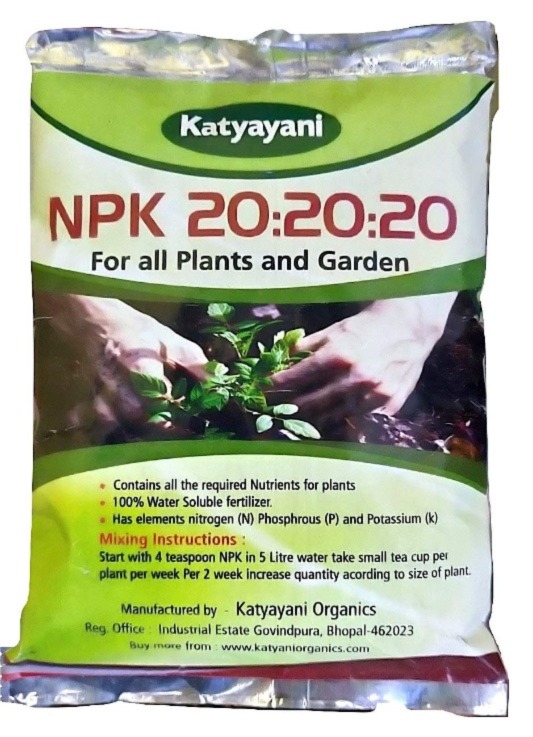 Katyayani
NPK 20:20:20
For all Plants and Garden
• Contains all the required Nutrients for plants
• 100% Water Soluble fertilizer.
• Has elements nitrogen (N) Phosphrous (P) and Potassium (k)
Mixing Instructions :
Start with 4 teaspoon NPK in 5 Litre water take small tea cup per
plant per week Per 2 week increase quantity acording to size of plant.
Manufactured by - Katyayani Organics
Reg. Office : Industrial Estate Govindpura, Bhopal-462023
Buy more from : www.katyaniorganics.com